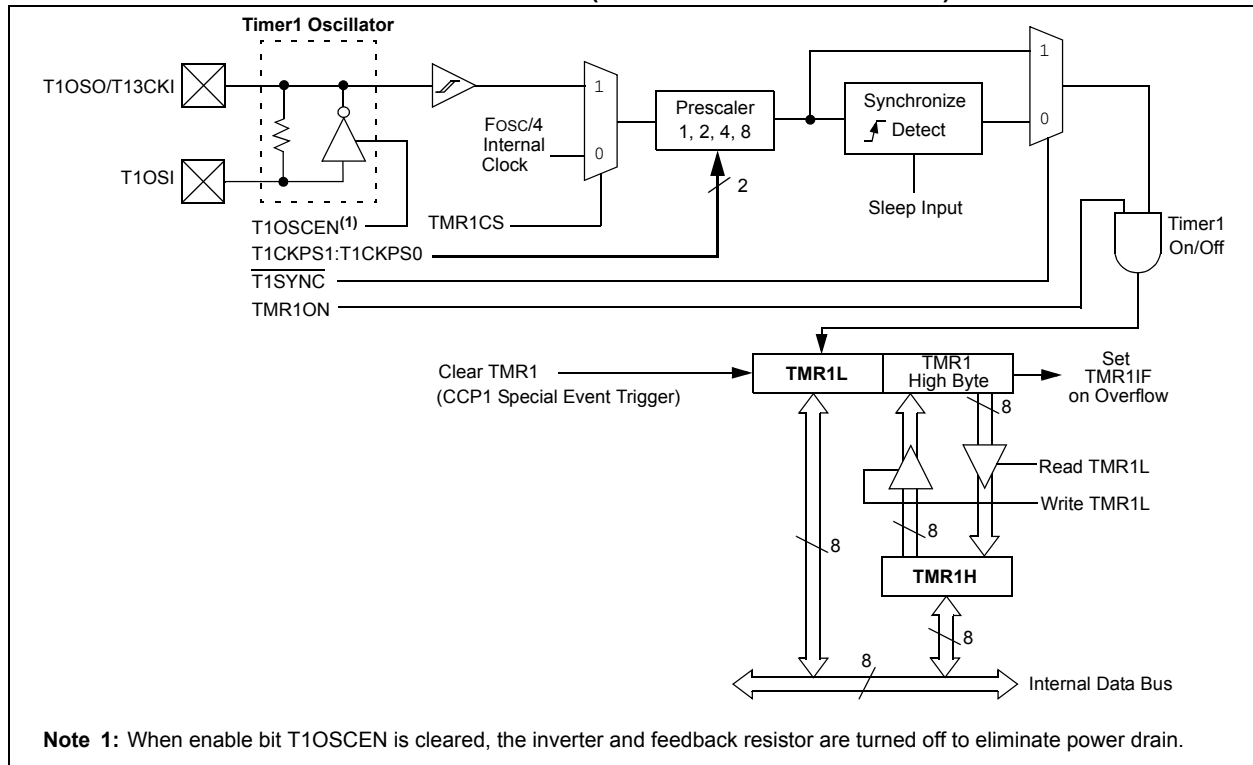 Timer1 Oscillator
T1OSO/T13CKI
T1OSI
1
0
FOSC/4
Internal
Clock
Prescaler
1, 2, 4, 8
2
Synchronize
Detect
1
0
Sleep Input
T1OSCEN(1)
TMR1CS
T1CKPS1:T1CKPS0
T1SYNC
TMR1ON
Timer1
On/Off
Clear TMR1
(CCP1 Special Event Trigger)
TMR1L
TMR1
High Byte
Set
TMR1IF
on Overflow
8
Read TMR1L
Write TMR1L
8
8
TMR1H
8
8
Internal Data Bus
Note 1: When enable bit T1OSCEN is cleared, the inverter and feedback resistor are turned off to eliminate power drain.